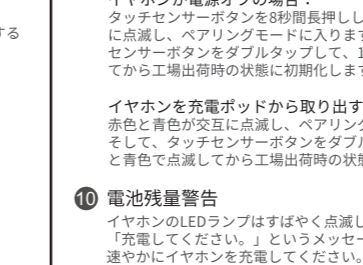 する
イヤホンが電源オフの場合：
タッチセンサーボタンを8秒間長押しし
に点滅し、ペアリングモードに入ります
センサーボタンをダブルタップして、1
てから工場出荷時の状態に初期化します
イヤホンを充電ポッドから取り出す
赤色と青色が交互に点滅し、ペアリング
そして、タッチセンサーボタンをダブル
と青色で点滅してから工場出荷時の状態
10 電池残量警告
イヤホンのLEDランプはすばやく点滅し
「充電してください。」というメッセー
速やかにイヤホンを充電してください。